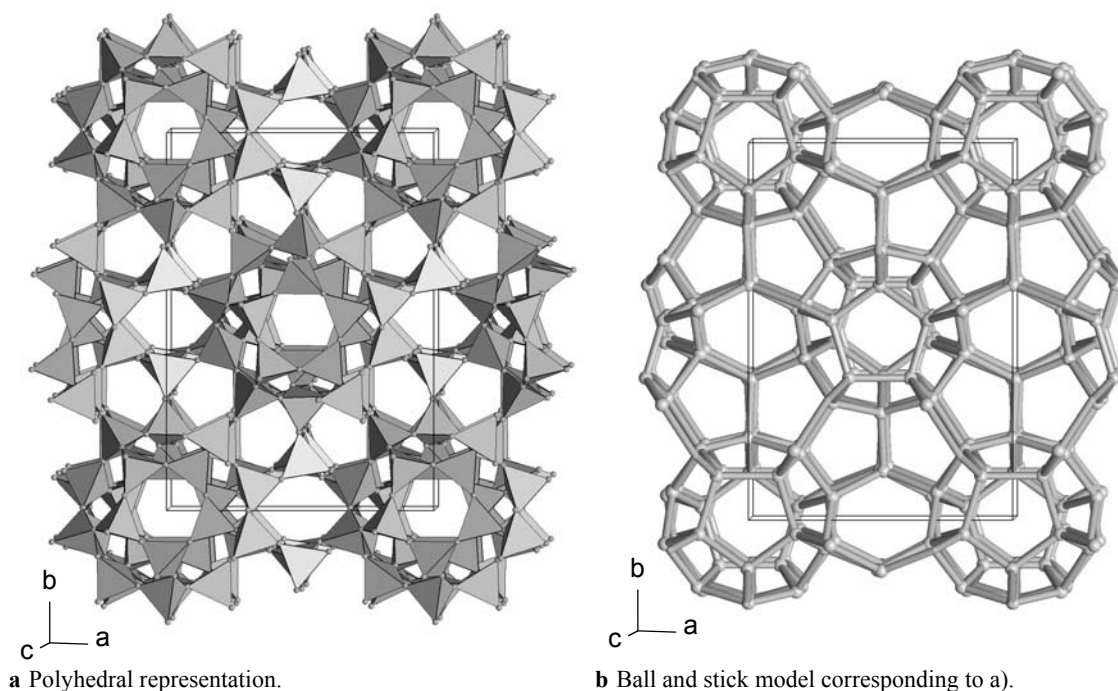 b
c
a
b
c
a
a Polyhedral representation.
b Ball and stick model corresponding to a).